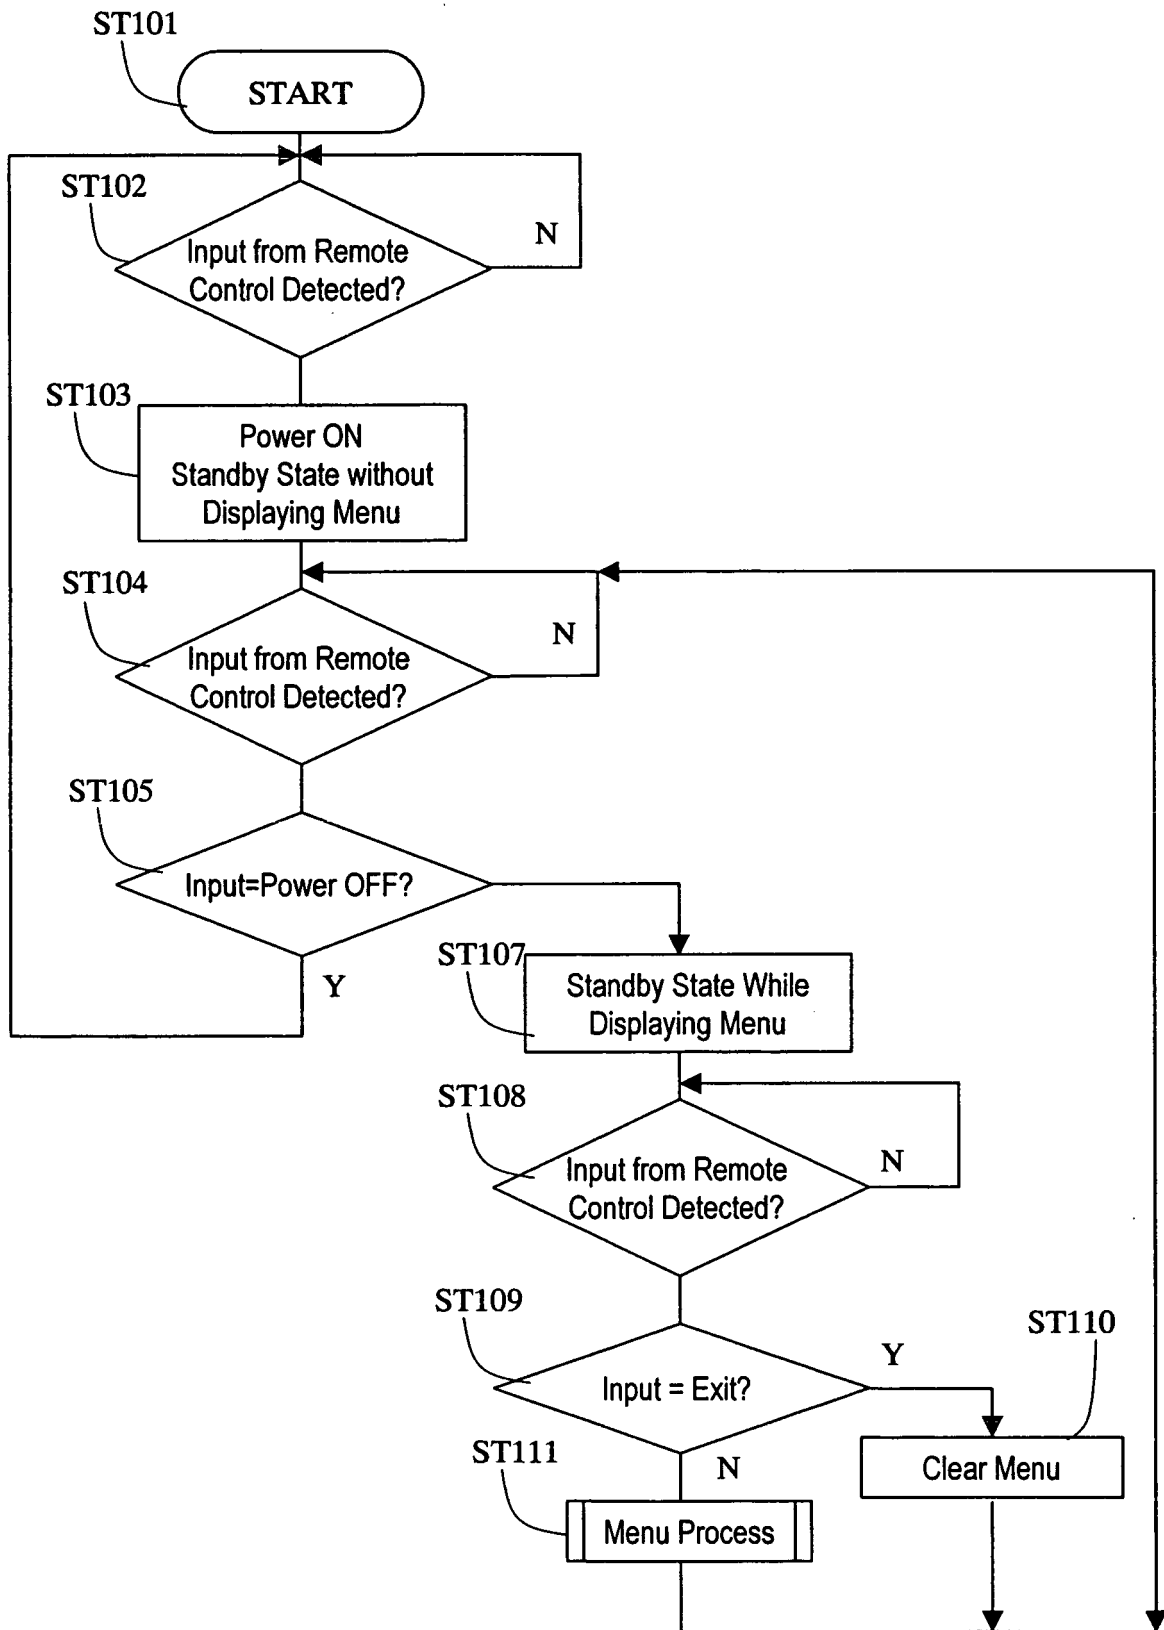 ST101
START
ST102
Input from Remote
Control Detected?
N
ST103
Power ON
Standby State without
Displaying Menu
ST104
Input from Remote
Control Detected?
N
ST105
Input=Power OFF?
Y
ST107
Standby State While
Displaying Menu
ST108
Input from Remote
Control Detected?
N
ST109
Input = Exit?
Y
N
ST110
Clear Menu
ST111
Menu Process